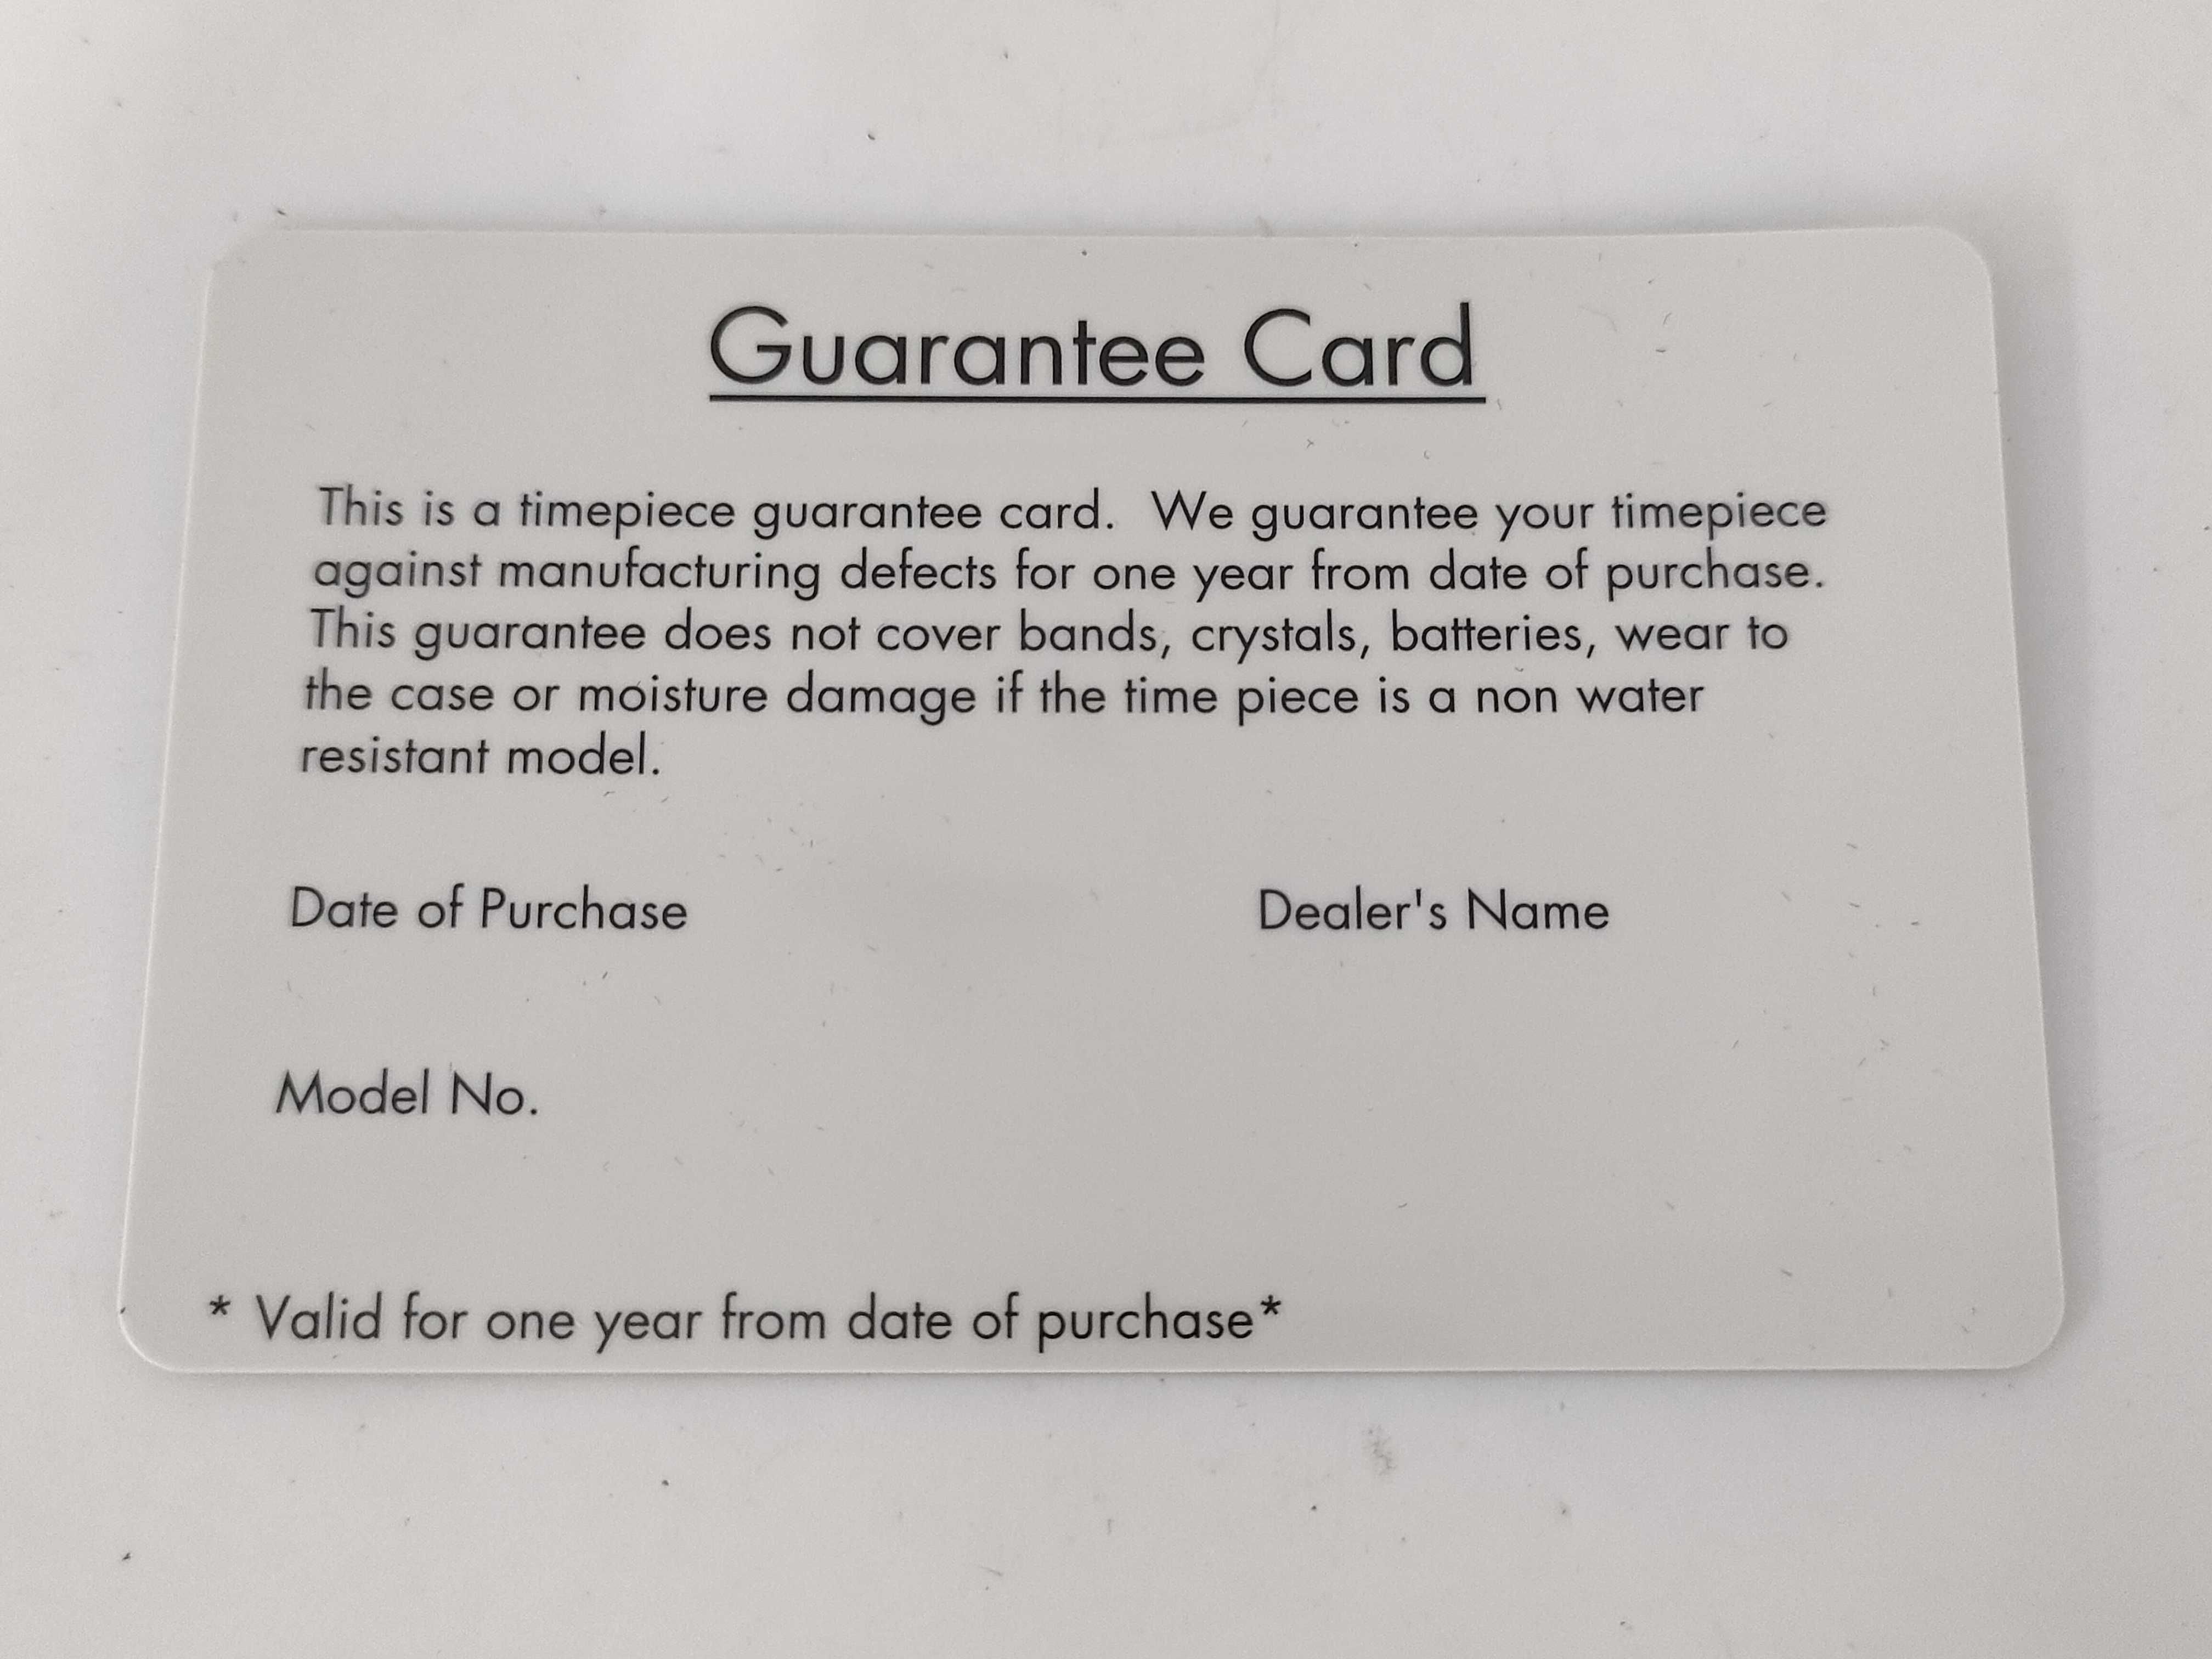 Guarantee Card
This is a timepiece guarantee card.  We guarantee your timepiece
against manufacturing defects for one year from date of purchase.
This guarantee does not cover bands, crystals, batteries, wear to
the case or moisture damage if the time piece is a non water
resistant model.
Date of Purchase Dealer's Name
Model No.
* Valid for one year from date of purchase*